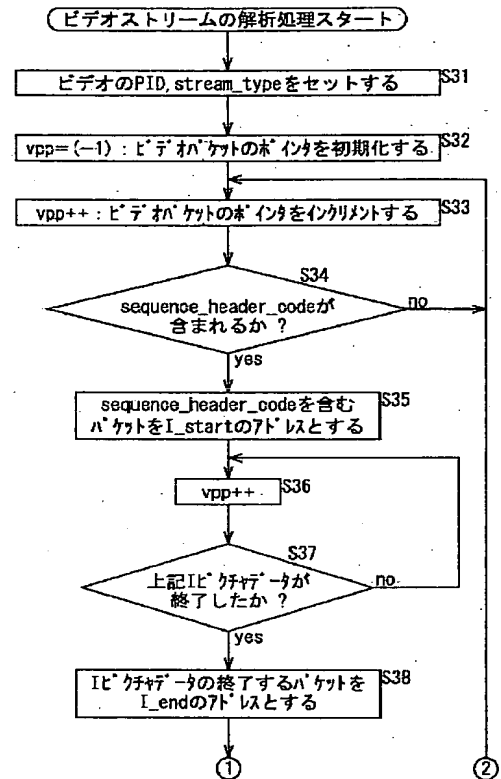 ビデオストリームの解析処理スタート
ビデオのPID,stream_typeをセットする
S31
vpp=(-1) : ビデオパケットのポインタを初期化する
S32
vpp++ : ビデオパケットのポインタをインクリメントする
S33
S34
sequence_header_codeが
含まれるか ?
no
yes
sequence_header_codeを含む
パケットをI_startのアドレスとする
S35
vpp++
S36
S37
上記Iピクチャデータが
終了したか ?
no
yes
Iピクチャデータの終了するパケットを
I_endのアドレスとする
S38
①
②